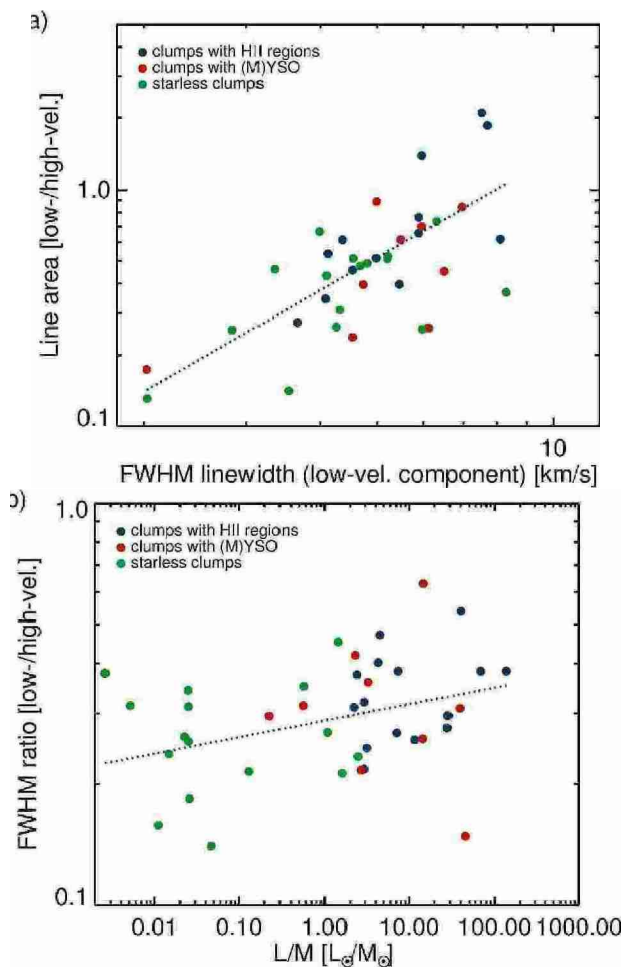 a)
clumps with HII regions
clumps with (M)YSO
starless clumps
Line area [low-/high-vel.]
1.0
0.1
10
FWHM linewidth (low-vel. component) [km/s]
b)
clumps with HII regions
clumps with (M)YSO
starless clumps
FWHM ratio [low-/high-vel.]
1.0
0.1
0.01 0.10 1.00 10.00 100.00 1000.00
L/M [L☉/M☉]